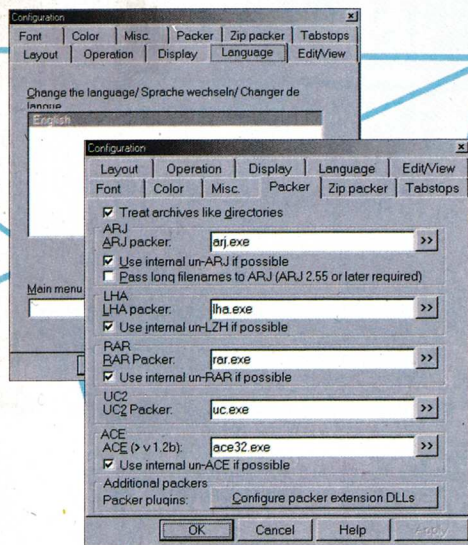 Configuration
Font Color Misc. Packer Zip packer Tabstops
Layout Operation Display Language Edit/View
Change the language/ Sprache wechseln/ Changer de
langue
English
Main menu
Configuration
Layout Operation Display Language Edit/View
Font Color Misc. Packer Zip packer Tabstops
Treat archives like directories
ARJ
ARJ packer: arj.exe >>
Use internal un-ARJ if possible
Pass long filenames to ARJ (ARJ 2.55 or later required)
LHA
LHA packer: lha.exe >>
Use internal un-LZH if possible
RAR
RAR Packer: rar.exe >>
Use internal un-RAR if possible
UC2
UC2 Packer: uc.exe >>
ACE
ACE (> v 1.2b): ace32.exe >>
Use internal un-ACE if possible
Additional packers
Packer plugins: Configure packer extension DLLs
OK Cancel Help Apply